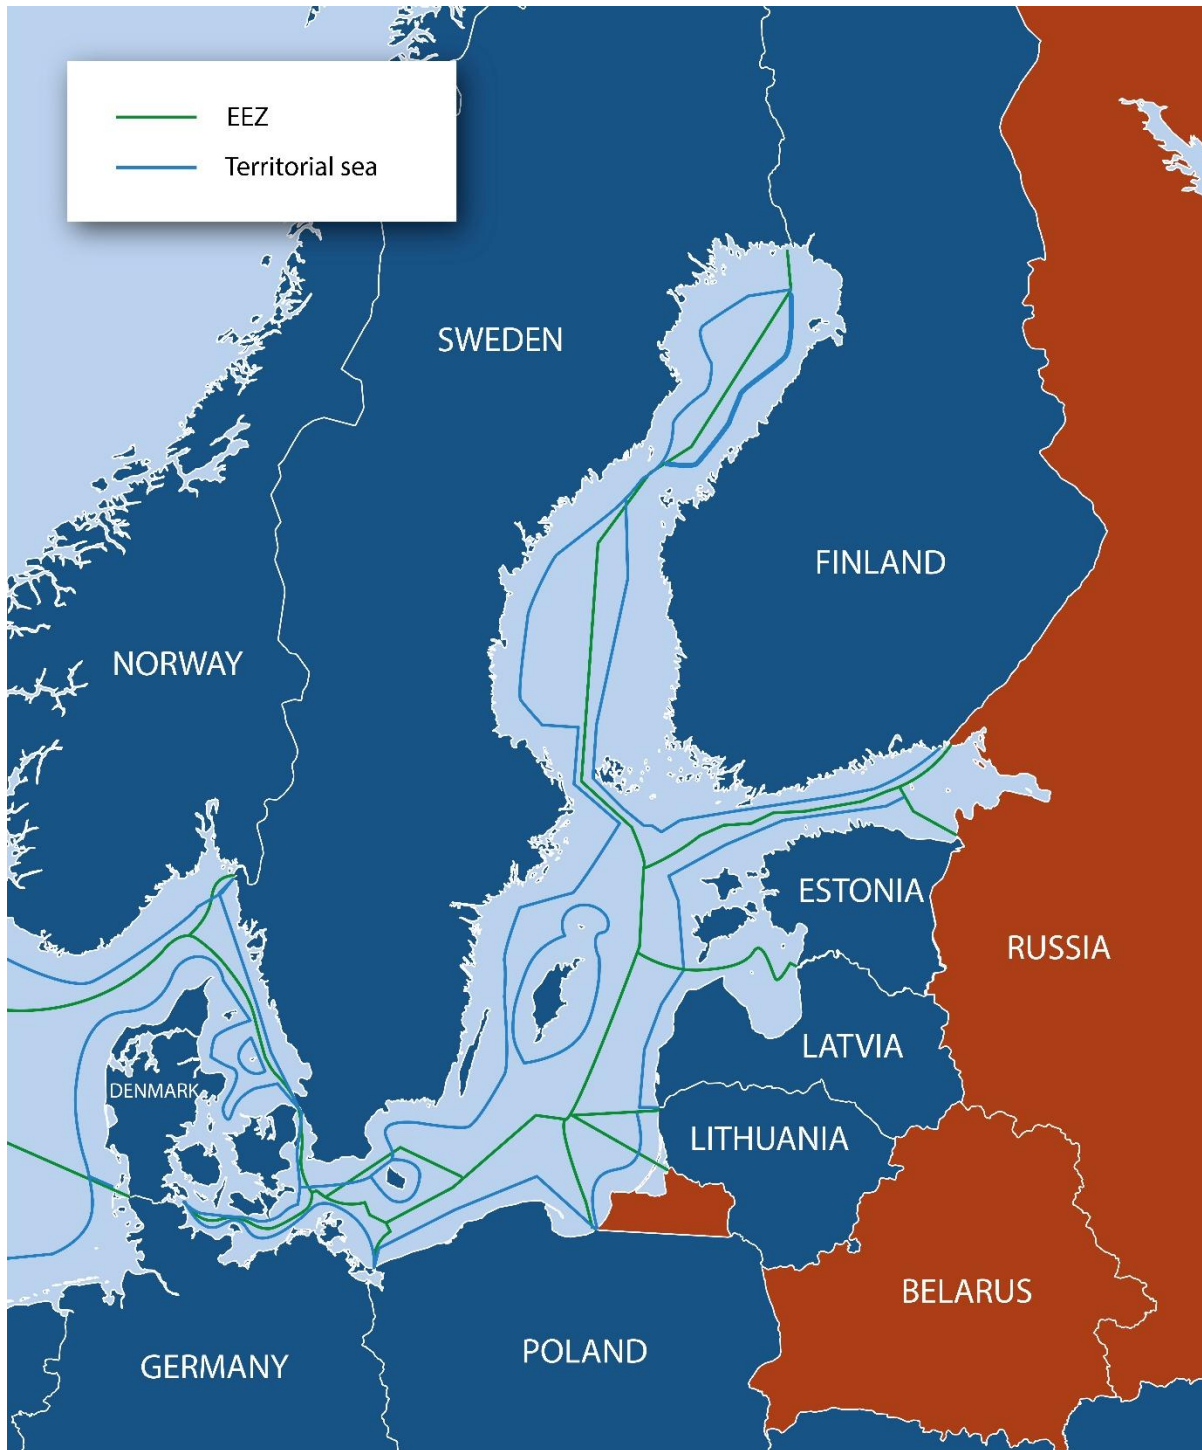 EEZ
Territorial sea
SWEDEN
FINLAND
NORWAY
ESTONIA
RUSSIA
LATVIA
DENMARK
LITHUANIA
BELARUS
POLAND
GERMANY